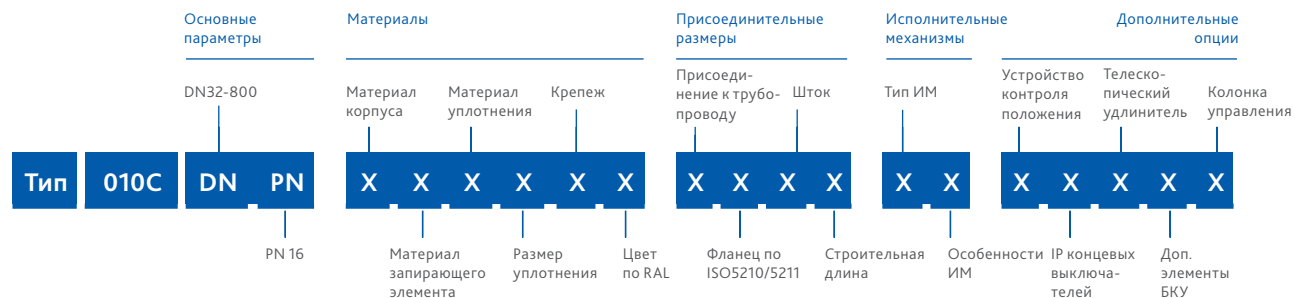 Основные
параметры
Материалы
Присоединительные
размеры
Исполнительные
механизмы
Дополнительные
опции
DN32-800
Материал
корпуса
Материал
уплотнения
Крепеж
Присоеди-
нение к трубо-
проводу
Шток
Тип ИМ
Устройство
контроля
положения
Телеско-
пический
удлинитель
Колонка
управления
Тип 010С DN PN X X X X X X X X X X X X X X X X X
PN 16
Материал
запирающего
элемента
Размер
уплотнения
Цвет
по RAL
Фланец по
ISO5210/5211
Строительная
длина
Особенности
ИМ
IP концевых
выключа-
телей
Доп.
элементы
БКУ